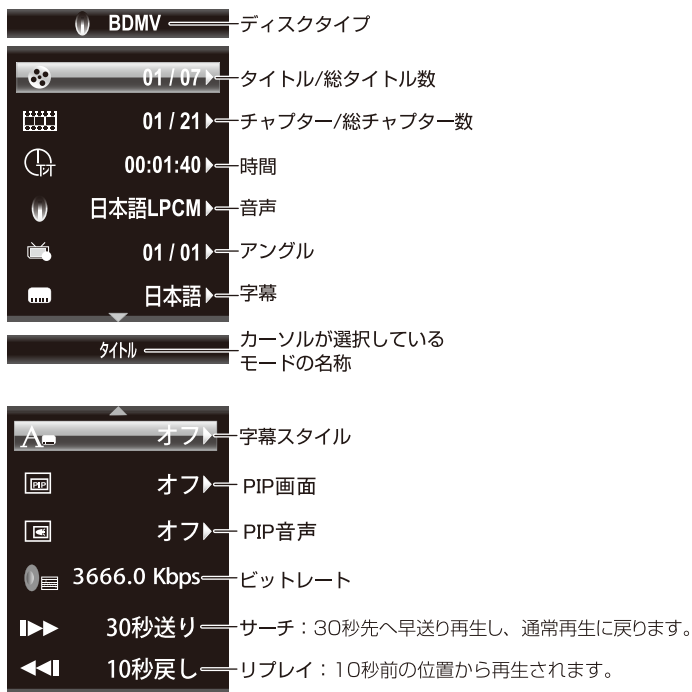 BDMV ディスクタイプ
01 / 07 タイトル/総タイトル数
01 / 21 チャプター/総チャプター数
00:01:40 時間
日本語LPCM 音声
01 / 01 アングル
日本語 字幕
タイトル カーソルが選択している
モードの名称
A オフ 字幕スタイル
PIP オフ PIP画面
オフ PIP音声
3666.0 Kbps ビットレート
30秒送り サーチ：30秒先へ早送り再生し、通常再生に戻ります。
10秒戻し リプレイ：10秒前の位置から再生されます。